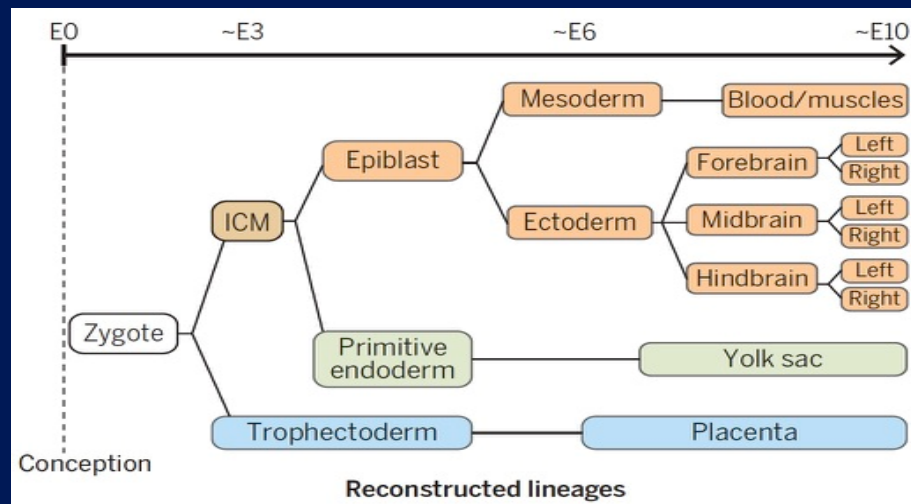 E0 ~E3 ~E6 ~E10
Mesoderm Blood/muscles
Epiblast Forebrain Left
Right
ICM Ectoderm Midbrain Left
Right
Hindbrain Left
Right
Zygote Primitive
endoderm Yolk sac
Trophectoderm Placenta
Conception
Reconstructed lineages